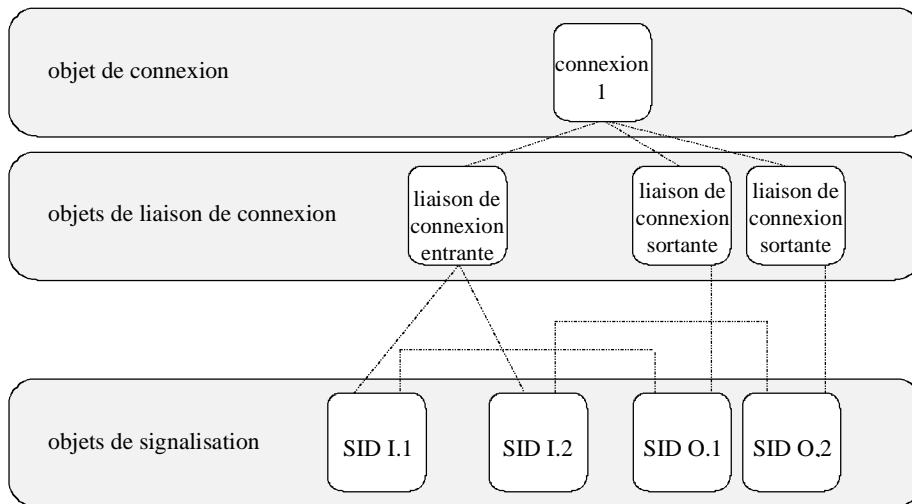 objet de connexion
connexion
1
objets de liaison de connexion
liaison de
connexion
entrante
liaison de
connexion
sortante
liaison de
connexion
sortante
objets de signalisation
SID I.1
SID I.2
SID O.1
SID O.2